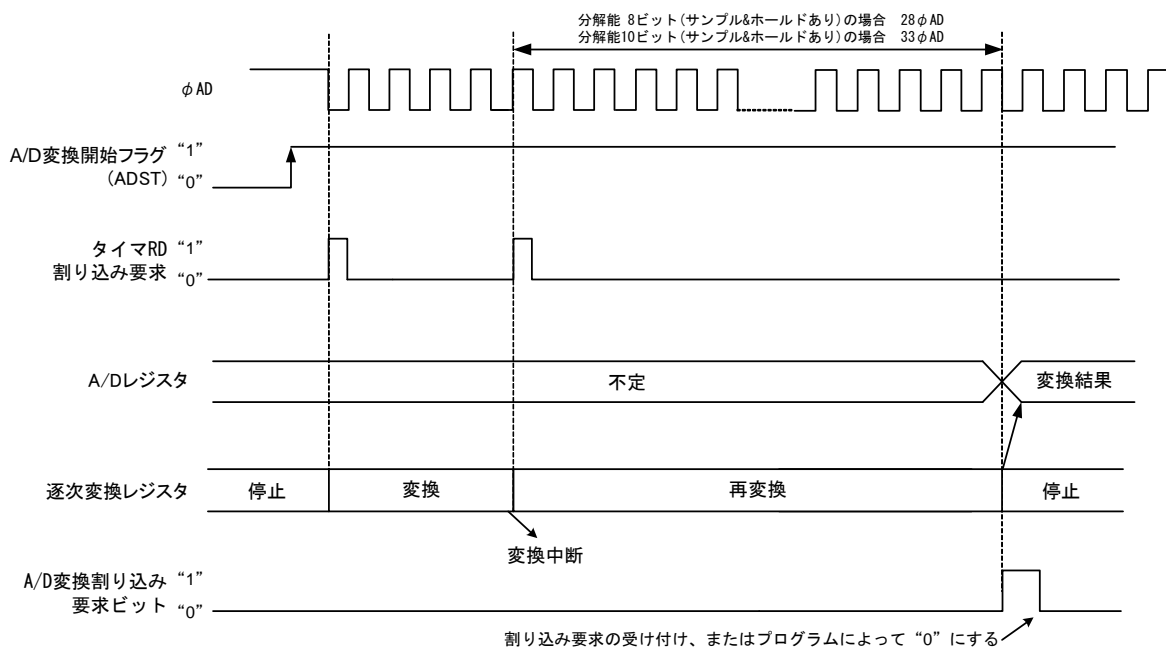 分解能 8ビット(サンプル&ホールドあり)の場合 28φAD
分解能10ビット(サンプル&ホールドあり)の場合 33φAD
φAD
A/D変換開始フラグ “1”
(ADST) “0”
タイマRD “1”
割り込み要求 “0”
A/Dレジスタ
不定
変換結果
逐次変換レジスタ
停止
変換
再変換
停止
変換中断
A/D変換割り込み “1”
要求ビット “0”
割り込み要求の受け付け、またはプログラムによって “0” にする